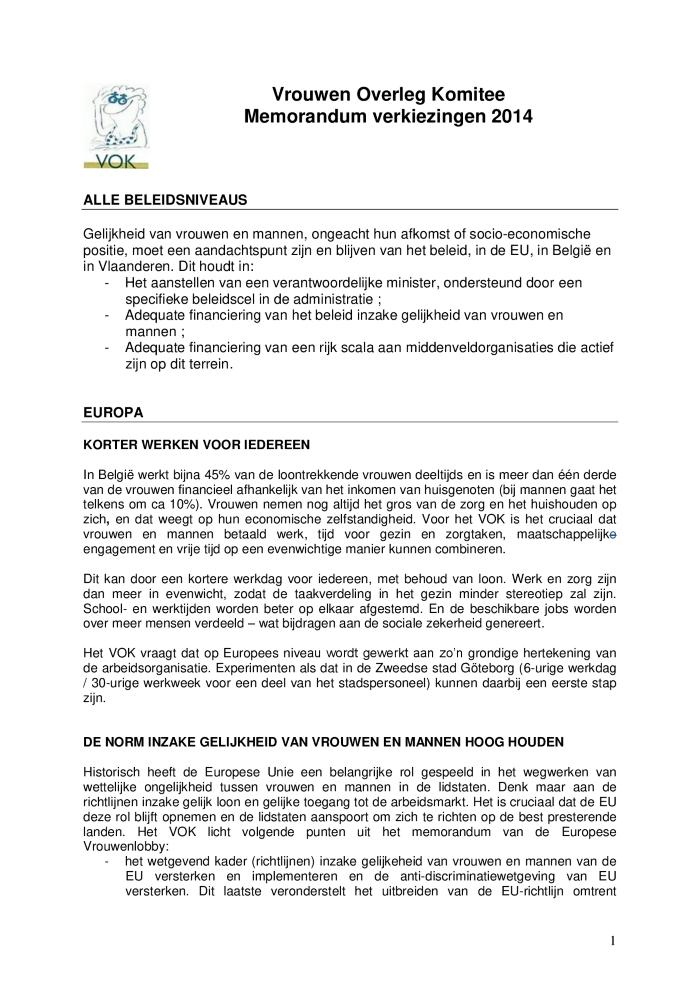 Vrouwen Overleg Komitee
Memorandum verkiezingen 2014
VOK
ALLE BELEIDSNIVEAUS
Gelijkheid van vrouwen en mannen, ongeacht hun afkomst of socio-economische
positie, moet een aandachtspunt zijn en blijven van het beleid, in de EU, in België en
in Vlaanderen. Dit houdt in:
- Het aanstellen van een verantwoordelijke minister, ondersteund door een
specifieke beleidscel in de administratie ;
- Adequate financiering van het beleid inzake gelijkheid van vrouwen en
mannen ;
- Adequate financiering van een rijk scala aan middenveldorganisaties die actief
zijn op dit terrein.
EUROPA
KORTER WERKEN VOOR IEDEREEN
In België werkt bijna 45% van de loontrekkende vrouwen deeltijds en is meer dan één derde
van de vrouwen financieel afhankelijk van het inkomen van huisgenoten (bij mannen gaat het
telkens om ca 10%). Vrouwen nemen nog altijd het gros van de zorg en het huishouden op
zich, en dat weegt op hun economische zelfstandigheid. Voor het VOK is het cruciaal dat
vrouwen en mannen betaald werk, tijd voor gezin en zorgtaken, maatschappelijke
engagement en vrije tijd op een evenwichtige manier kunnen combineren.
Dit kan door een kortere werkdag voor iedereen, met behoud van loon. Werk en zorg zijn
dan meer in evenwicht, zodat de taakverdeling in het gezin minder stereotiep zal zijn.
School- en werktijden worden beter op elkaar afgestemd. En de beschikbare jobs worden
over meer mensen verdeeld – wat bijdragen aan de sociale zekerheid genereert.
Het VOK vraagt dat op Europees niveau wordt gewerkt aan zo'n grondige hertekening van
de arbeidsorganisatie. Experimenten als dat in de Zweedse stad Göteborg (6-urige werkdag
/ 30-urige werkweek voor een deel van het stadspersoneel) kunnen daarbij een eerste stap
zijn.
DE NORM INZAKE GELIJKHEID VAN VROUWEN EN MANNEN HOOG HOUDEN
Historisch heeft de Europese Unie een belangrijke rol gespeeld in het wegwerken van
wettelijke ongelijkheid tussen vrouwen en mannen in de lidstaten. Denk maar aan de
richtlijnen inzake gelijk loon en gelijke toegang tot de arbeidsmarkt. Het is cruciaal dat de EU
deze rol blijft opnemen en de lidstaten aanspoort om zich te richten op de best presterende
landen. Het VOK licht volgende punten uit het memorandum van de Europese
Vrouwenlobby:
- het wetgevend kader (richtlijnen) inzake gelijkeheid van vrouwen en mannen van de
EU versterken en implementeren en de anti-discriminatiewetgeving van EU
versterken. Dit laatste veronderstelt het uitbreiden van de EU-richtlijn omtrent
1